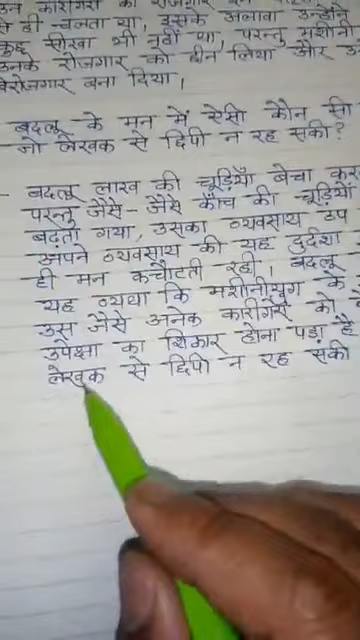 उन कारीगरों का रोजगार इन
से ही चलता था, इसके अलावा उन्होंने
कुछ सीखा भी नहीं था, परन्तु मशीनों
उनके रोजगार को छीन लिया और उ
बेरोजगार बना दिया।
बदलू के मन में ऐसी कौन सी
जो लेखक से छिपी न रह सकी?
- बदलू लाख की चूड़ियाँ बेचा कर
परन्तु जैसे-जैसे काँच की चूड़ियों
बढ़ता गया, उसका व्यवसाय ठप
अपने व्यवसाय की यह दुर्दशा
ही मन कचौटती रही। बदलू
यह व्यथा कि मशीनीयुग के
उस जैसे अनेक कारीगरों को
उपेक्षा का शिकार होना पड़ा है
लेखक से छिपी न रह सकी